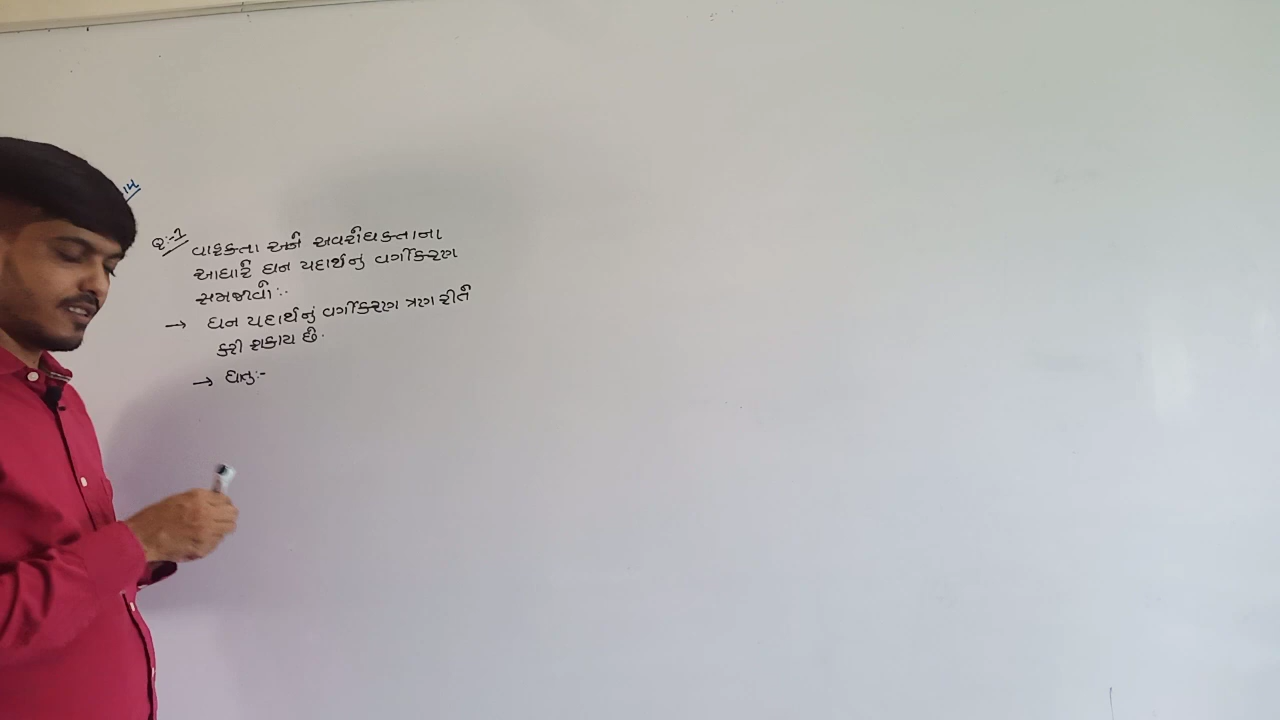 Q:-1 વાહકતા અને અવરોધકતાના
આધારે ઘન પદાર્થનું વર્ગીકરણ
સમજાવો:.
→ ઘન પદાર્થનું વર્ગીકરણ ત્રણ રીતે
કરી શકાય છે.
→ ધાતુ:-